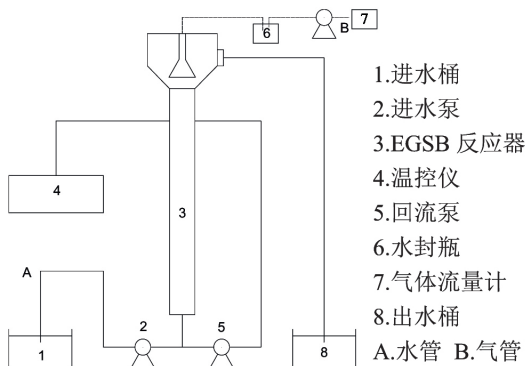 6
B
7
4
3
A
2
5
1
8
1.进水桶
2.进水泵
3.EGSB 反应器
4.温控仪
5.回流泵
6.水封瓶
7.气体流量计
8.出水桶
A.水管 B.气管